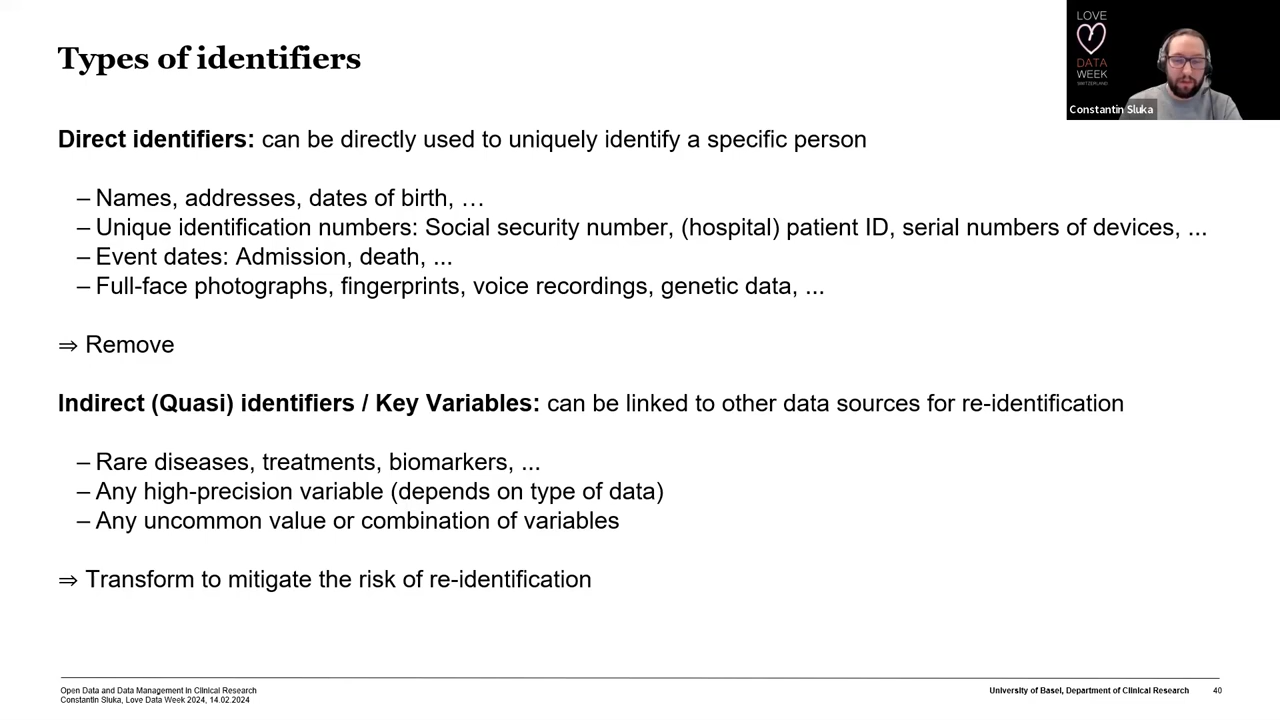 Types of identifiers
LOVE
DATA
WEEK
SWITZERLAND
Constantin Sluka
Direct identifiers: can be directly used to uniquely identify a specific person
– Names, addresses, dates of birth, …
– Unique identification numbers: Social security number, (hospital) patient ID, serial numbers of devices, ...
– Event dates: Admission, death, ...
– Full-face photographs, fingerprints, voice recordings, genetic data, ...
⇒ Remove
Indirect (Quasi) identifiers / Key Variables: can be linked to other data sources for re-identification
– Rare diseases, treatments, biomarkers, ...
– Any high-precision variable (depends on type of data)
– Any uncommon value or combination of variables
⇒ Transform to mitigate the risk of re-identification
Open Data and Data Management in Clinical Research
Constantin Sluka, Love Data Week 2024, 14.02.2024
University of Basel, Department of Clinical Research 40